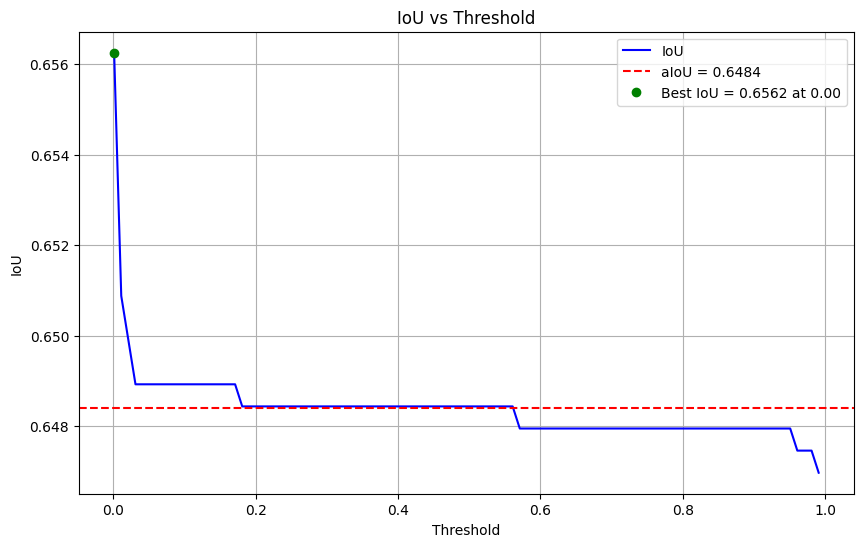 IoU vs Threshold
IoU
aIoU = 0.6484
Best IoU = 0.6562 at 0.00
0.656
0.654
0.652
0.650
0.648
IoU
0.0
0.2
0.4
0.6
0.8
1.0
Threshold